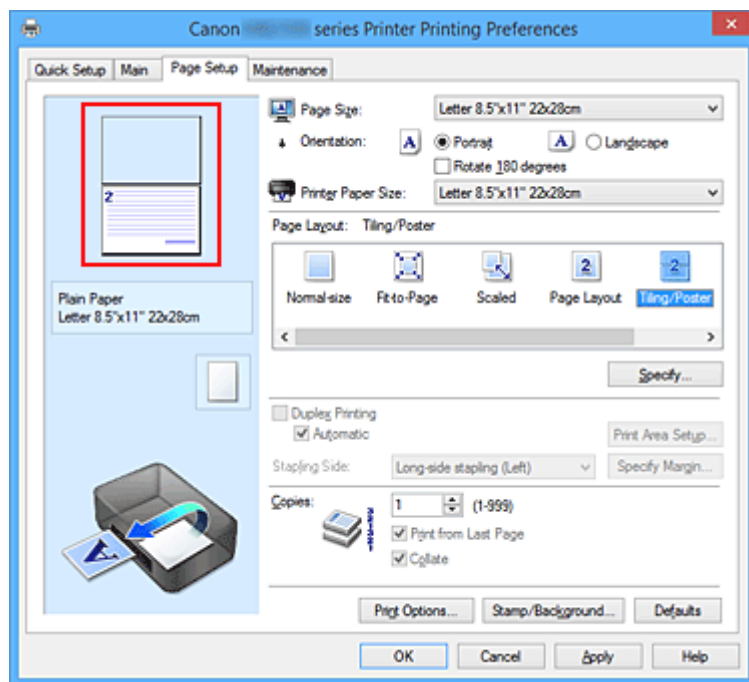 Canon series Printer Printing Preferences
Quick Setup Main Page Setup Maintenance
Page Size: Letter 8.5"x11" 22x28cm
Orientation: A Portrait A Landscape
Rotate 180 degrees
Printer Paper Size: Letter 8.5"x11" 22x28cm
2
Page Layout: Tiling/Poster
2 2
Normal-size Fit-to-Page Scaled Page Layout Tiling/Poster
Plain Paper
Letter 8.5"x11" 22x28cm
Specify...
Duplex Printing
Automatic
Print Area Setup...
Stapling Side: Long-side stapling (Left) Specify Margin...
Copies: 1 (1-999)
Print from Last Page
Collate
A
Print Options... Stamp/Background... Defaults
OK Cancel Apply Help